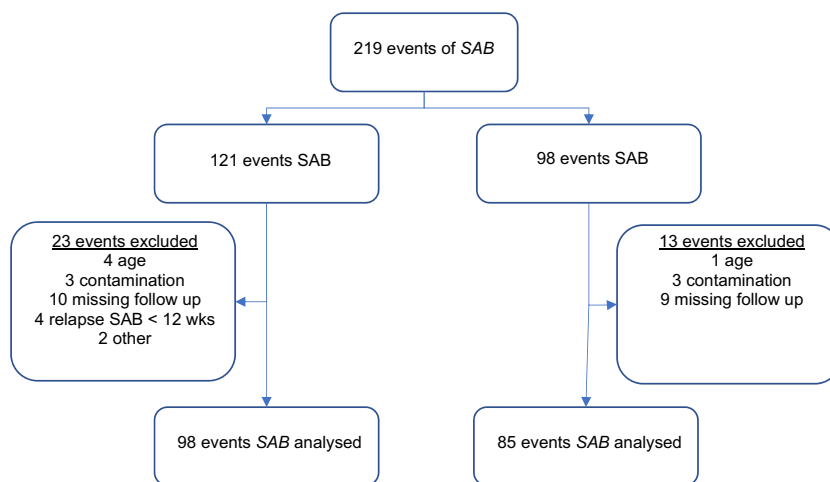 219 events of SAB
121 events SAB
98 events SAB
23 events excluded
4 age
3 contamination
10 missing follow up
4 relapse SAB < 12 wks
2 other
13 events excluded
1 age
3 contamination
9 missing follow up
98 events SAB analysed
85 events SAB analysed